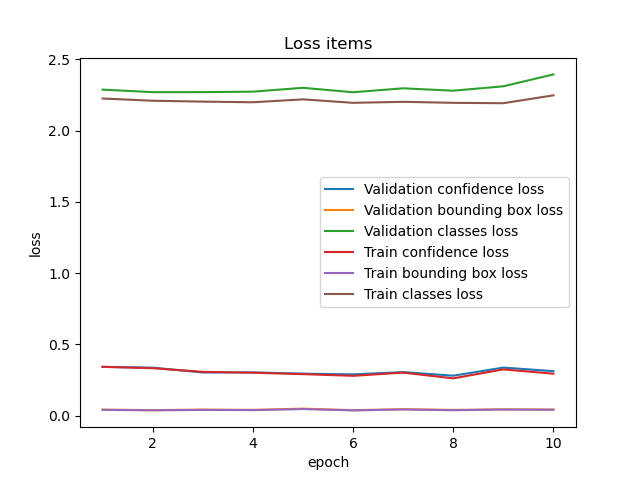 Loss items
2.5
2.0
1.5
1.0
0.5
0.0
loss
Validation confidence loss
Validation bounding box loss
Validation classes loss
Train confidence loss
Train bounding box loss
Train classes loss
2 4 6 8 10
epoch